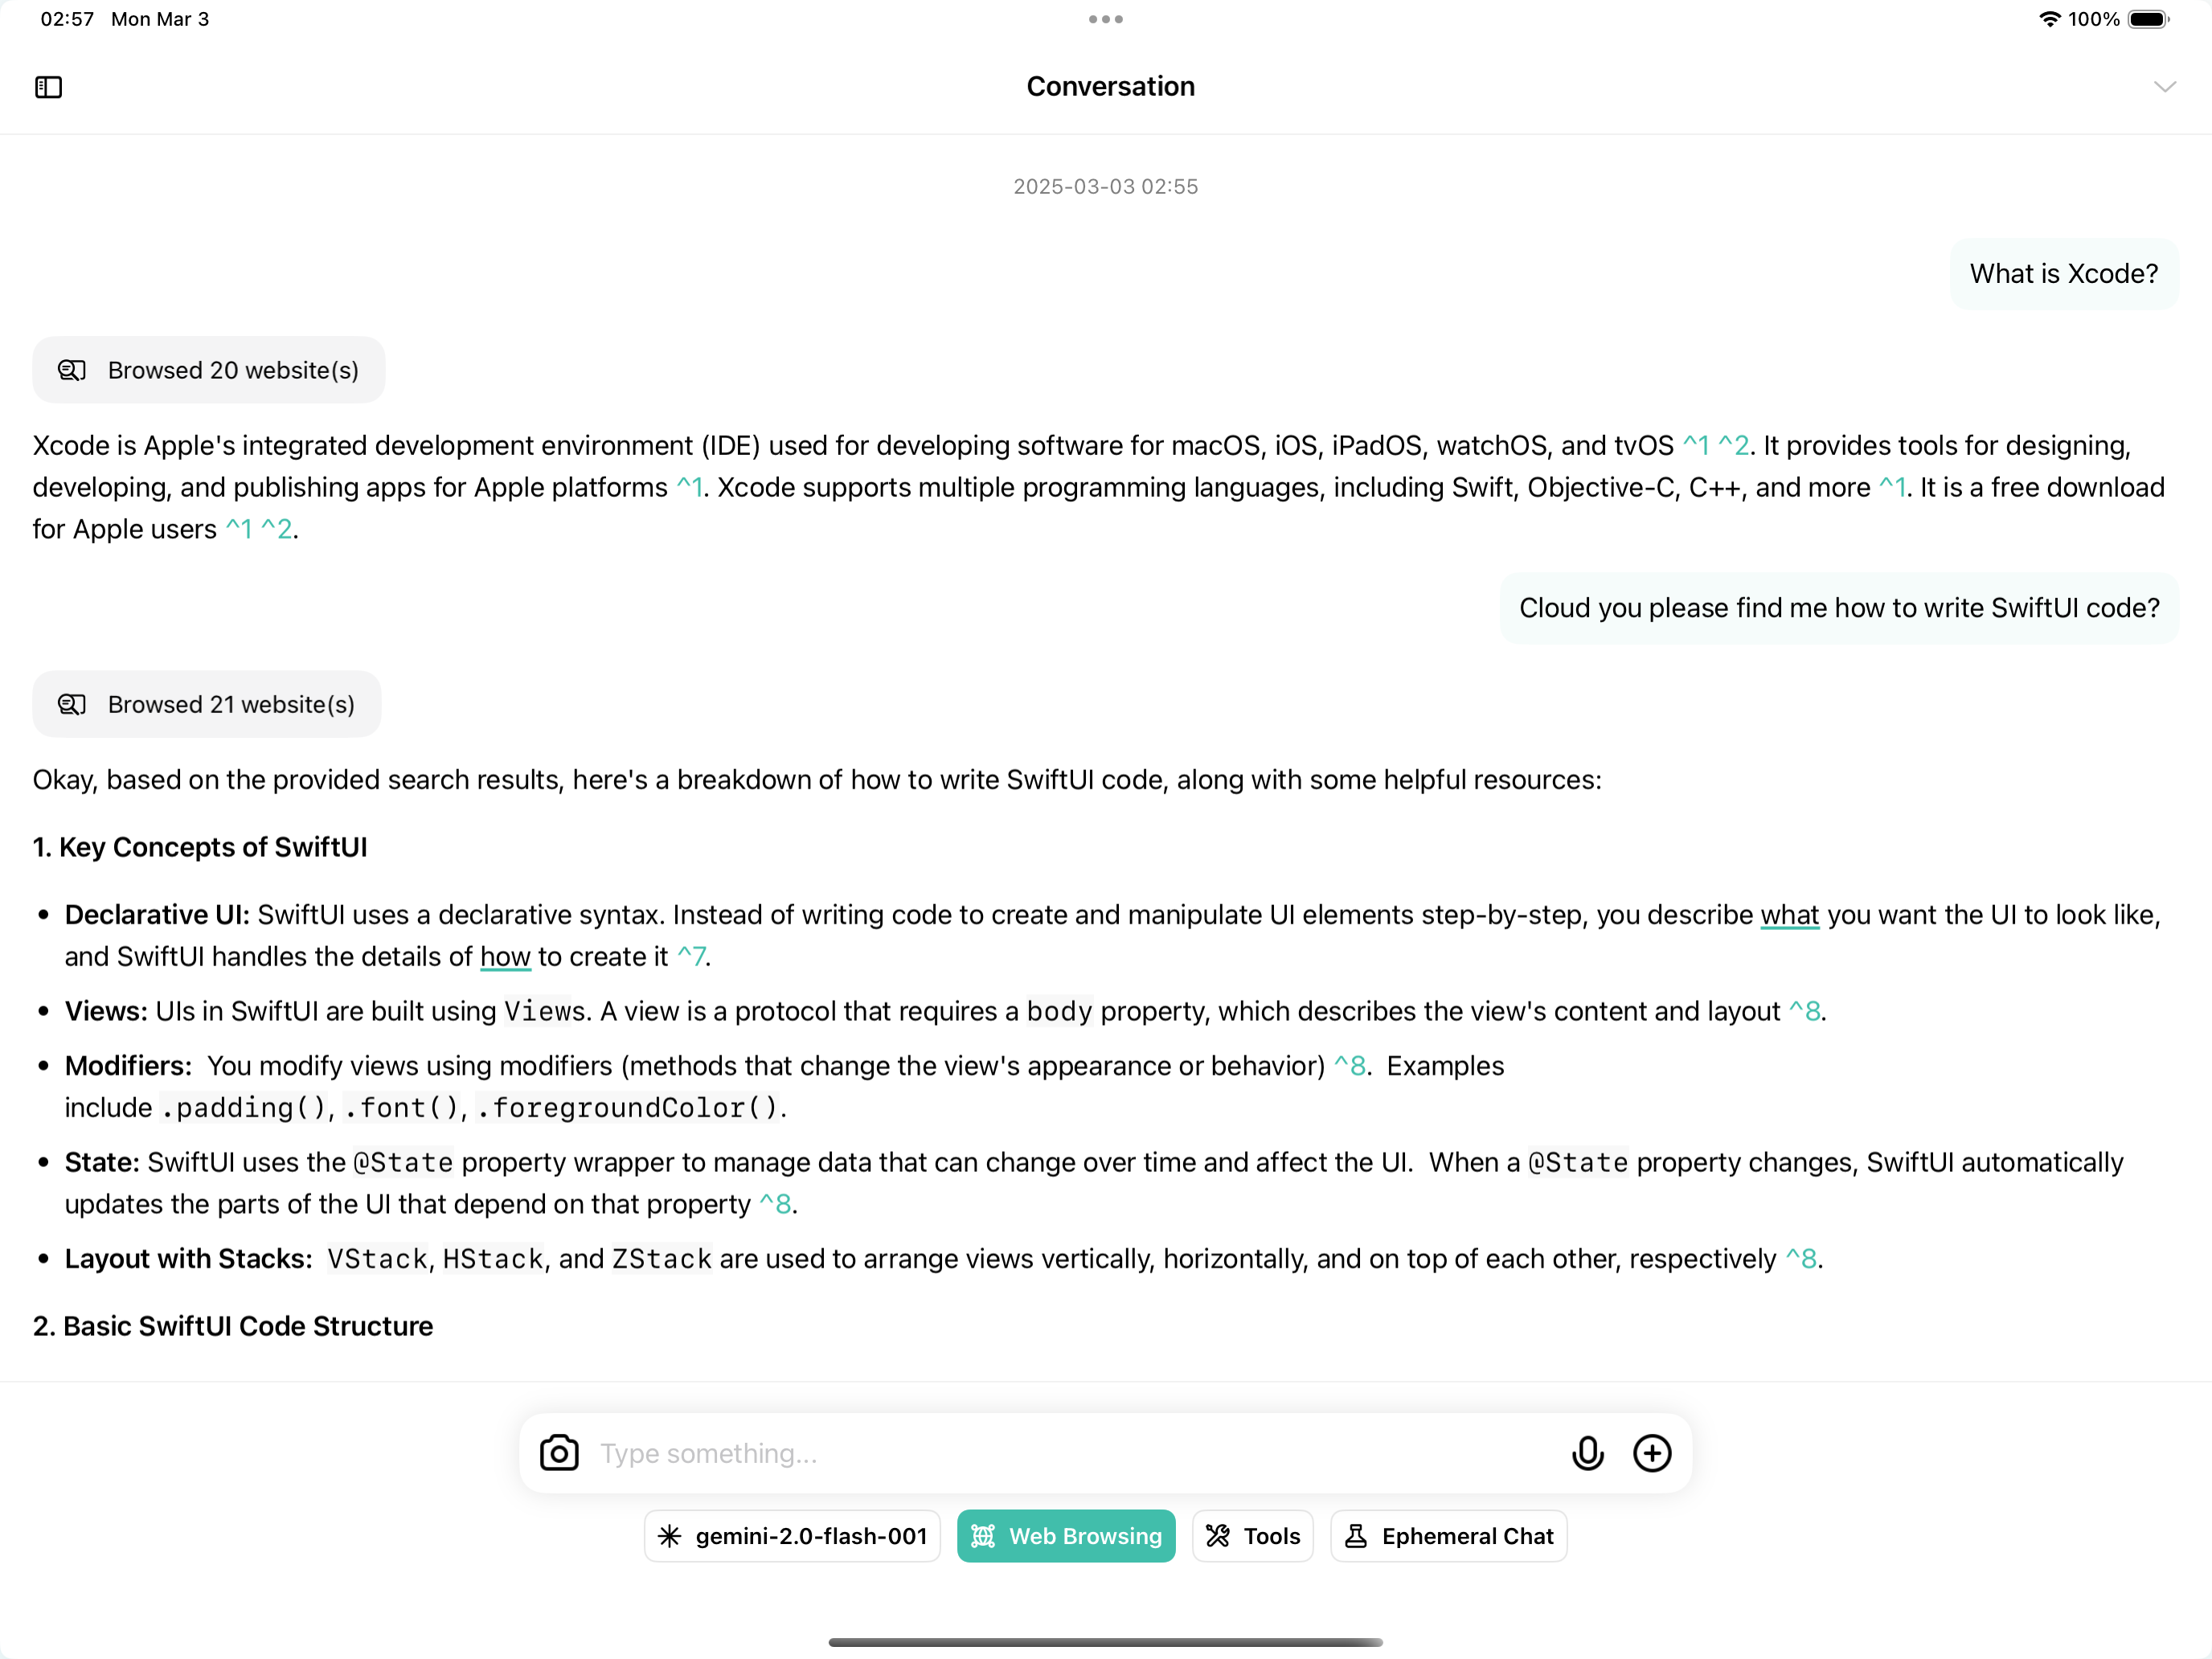 02:57 Mon Mar 3
100%
Conversation
2025-03-03 02:55
What is Xcode?
Browsed 20 website(s)
Xcode is Apple's integrated development environment (IDE) used for developing software for macOS, iOS, iPadOS, watchOS, and tvOS ^1 ^2. It provides tools for designing,
developing, and publishing apps for Apple platforms ^1. Xcode supports multiple programming languages, including Swift, Objective-C, C++, and more ^1. It is a free download
for Apple users ^1 ^2.
Cloud you please find me how to write SwiftUI code?
Browsed 21 website(s)
Okay, based on the provided search results, here's a breakdown of how to write SwiftUI code, along with some helpful resources:
1. Key Concepts of SwiftUI
• Declarative UI: SwiftUI uses a declarative syntax. Instead of writing code to create and manipulate UI elements step-by-step, you describe what you want the UI to look like,
and SwiftUI handles the details of how to create it ^7.
• Views: UIs in SwiftUI are built using Views. A view is a protocol that requires a body property, which describes the view's content and layout ^8.
• Modifiers: You modify views using modifiers (methods that change the view's appearance or behavior) ^8. Examples
include .padding(), .font(), .foregroundColor().
• State: SwiftUI uses the @State property wrapper to manage data that can change over time and affect the UI. When a @State property changes, SwiftUI automatically
updates the parts of the UI that depend on that property ^8.
• Layout with Stacks: VStack, HStack, and ZStack are used to arrange views vertically, horizontally, and on top of each other, respectively ^8.
2. Basic SwiftUI Code Structure
Type something...
gemini-2.0-flash-001 Web Browsing Tools Ephemeral Chat